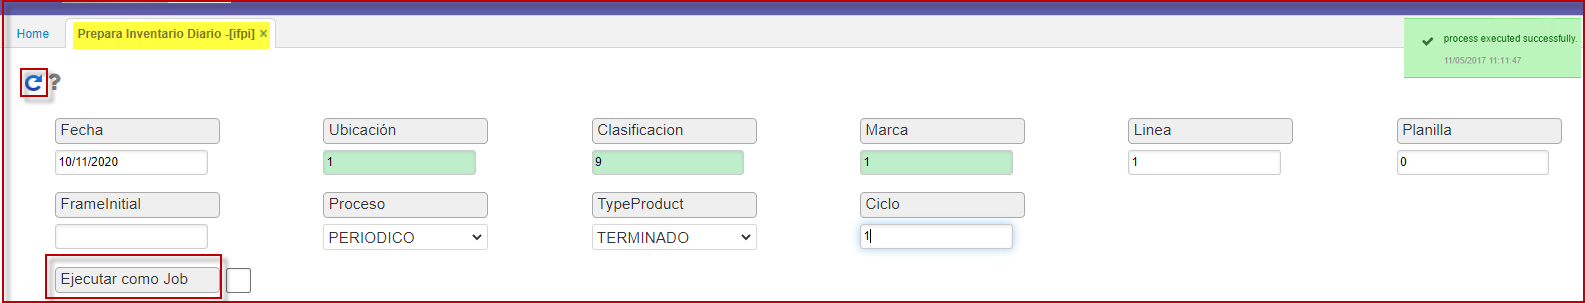 Home
Prepara Inventario Diario -[ifpi] ×
process executed successfully.
11/05/2017 11:11:47
?
Fecha Ubicación Clasificacion Marca Linea Planilla
10/11/2020 1 9 1 1 0
FrameInitial Proceso TypeProduct Ciclo
PERIODICO TERMINADO 1
Ejecutar como Job